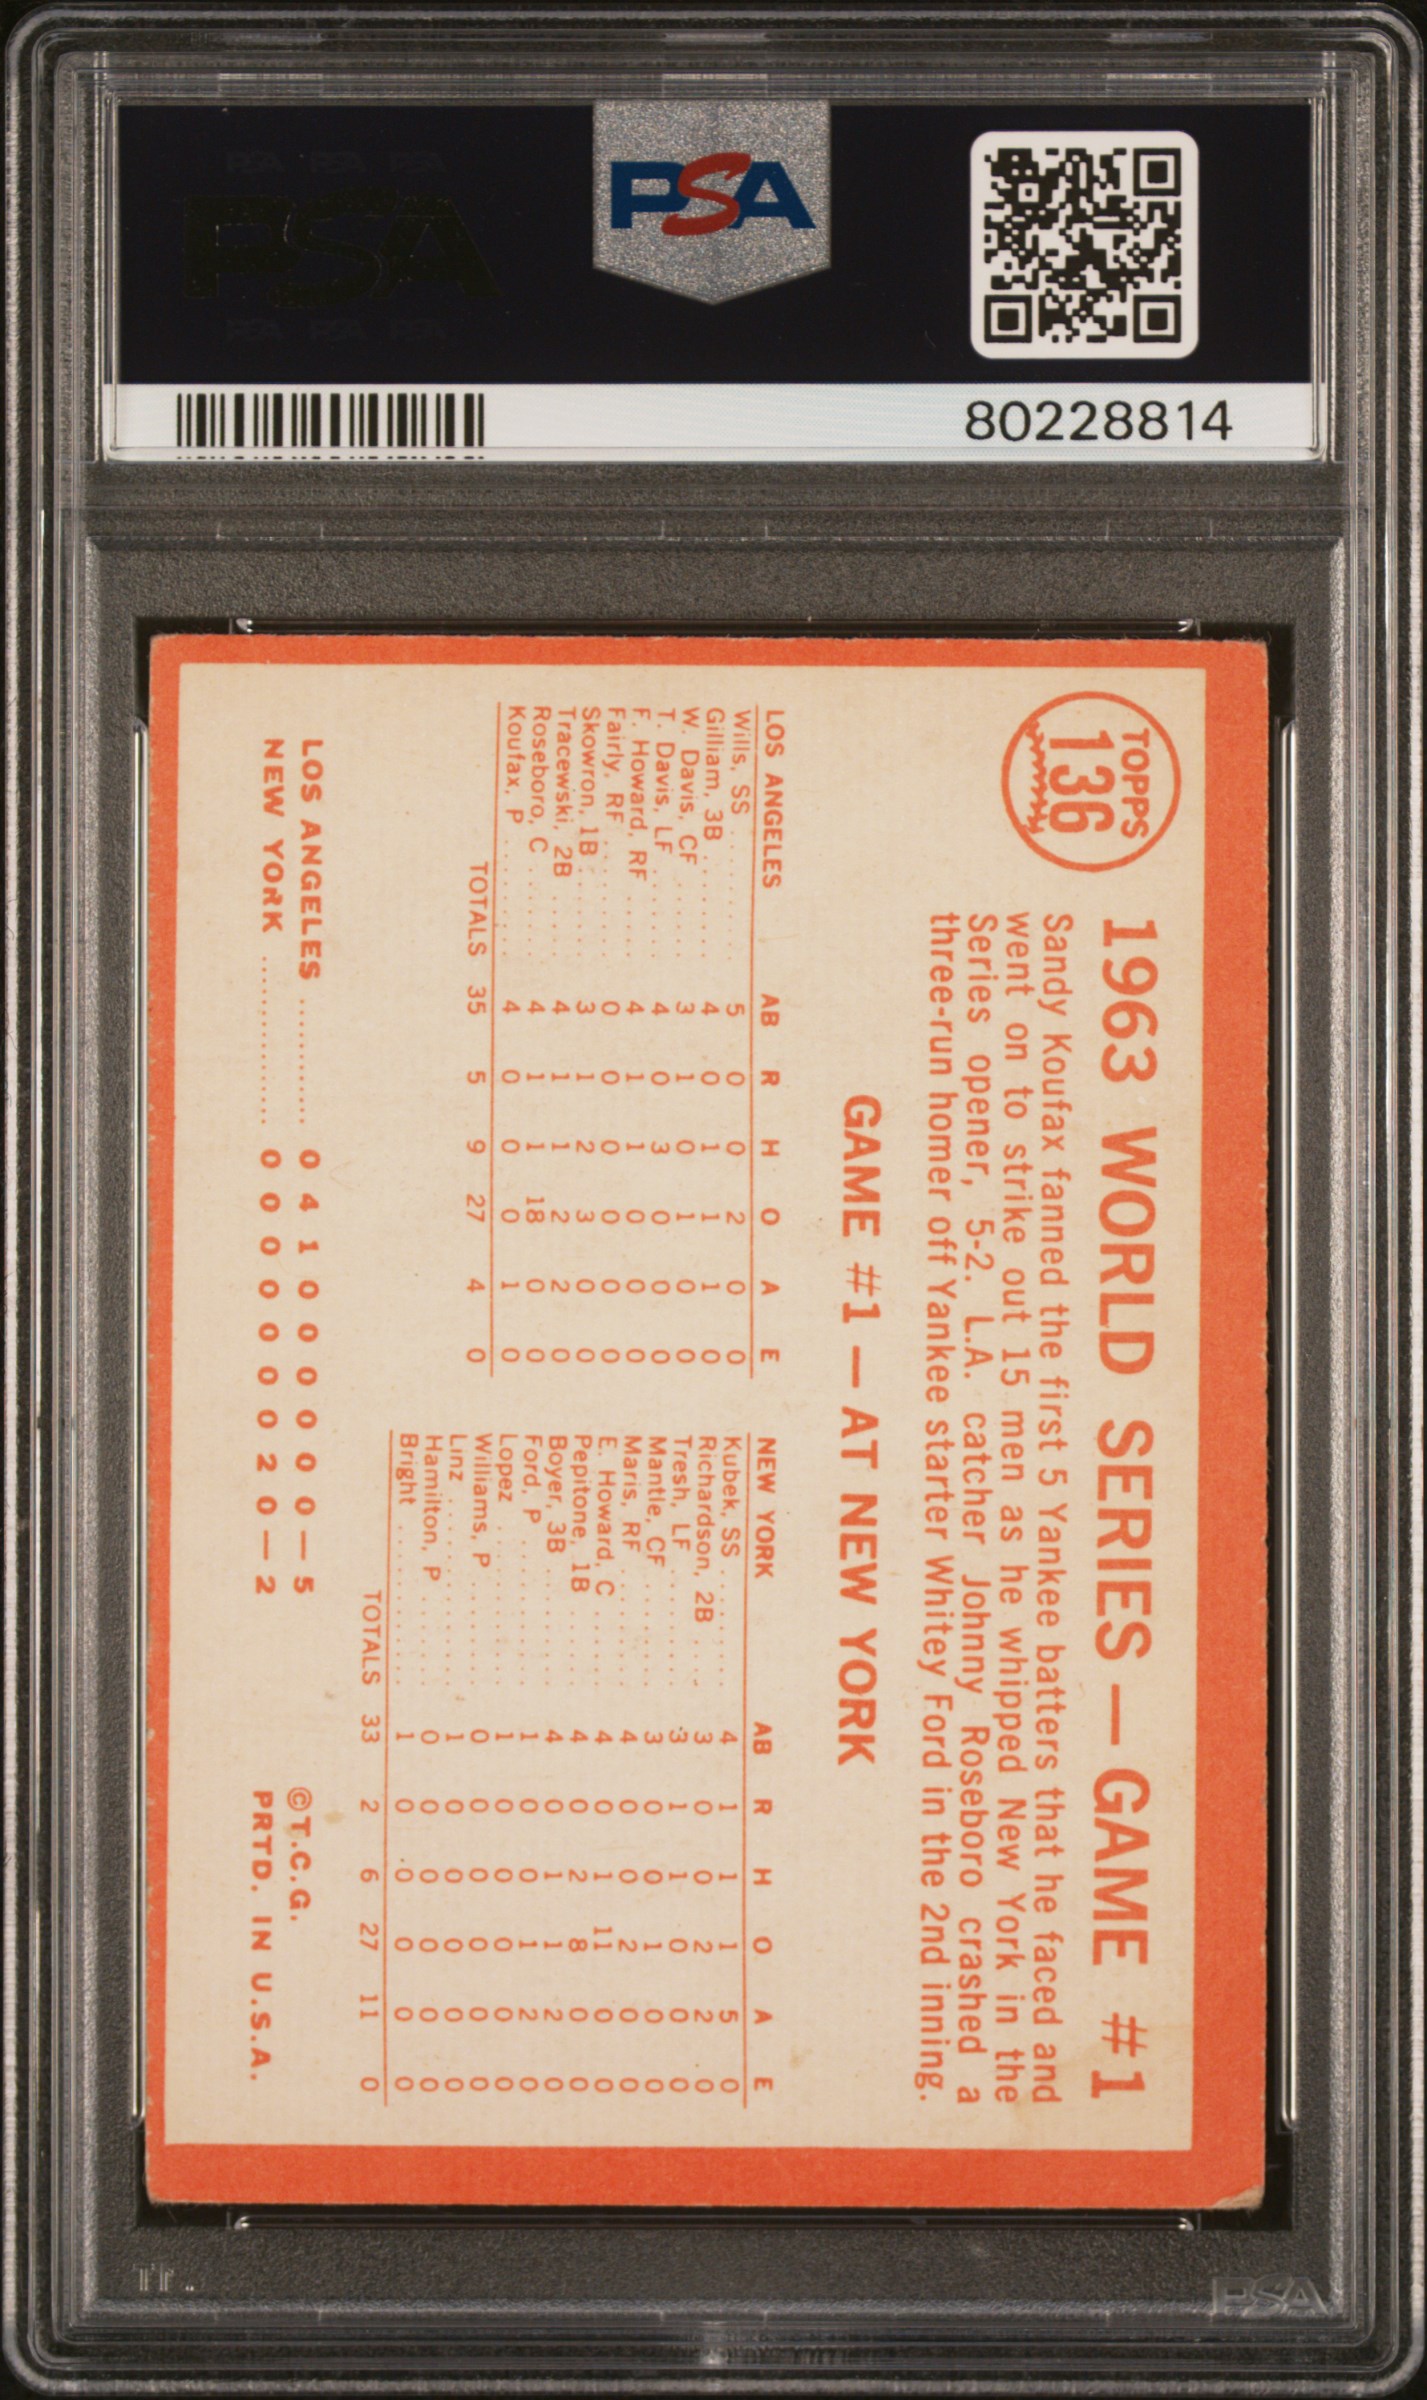 PSA PSA PSA
PSA
PSA PSA PSA
PSA
80228814
TOPPS
136
1963 WORLD SERIES — GAME #1
Sandy Koufax fanned the first 5 Yankee batters that he faced and
went on to strike out 15 men as he whipped New York in the
Series opener, 5-2. L.A. catcher Johnny Roseboro crashed a
three-run homer off Yankee starter Whitey Ford in the 2nd inning.
GAME #1 — AT NEW YORK
LOS ANGELES AB R H O A E
Wills, SS ......... 5 0 0 2 0 0
Gilliam, 3B ........ 4 0 1 1 1 0
W. Davis, CF ...... 3 1 0 1 0 0
T. Davis, LF ....... 4 0 3 0 0 0
F. Howard, RF ..... 4 1 1 0 0 0
Fairly, RF ......... 0 0 0 0 0 0
Skowron, 1B ....... 3 1 2 3 0 0
Tracewski, 2B ..... 4 1 1 2 2 0
Roseboro, C ....... 4 1 1 18 0 0
Koufax, P ......... 4 0 0 0 1 0
TOTALS 35 5 9 27 4 0
NEW YORK AB R H O A E
Kubek, SS ........ 4 1 1 1 5 0
Richardson, 2B ... 3 0 0 2 2 0
Tresh, LF ......... 3 1 1 0 0 0
Mantle, CF ........ 3 0 0 1 0 0
Maris, RF ......... 4 0 0 2 0 0
E. Howard, C ...... 4 0 1 11 0 0
Pepitone, 1B ...... 4 0 2 8 0 0
Boyer, 3B ......... 4 0 1 1 2 0
Ford, P ........... 1 0 0 1 2 0
Lopez ............ 1 0 0 0 0 0
Williams, P ........ 0 0 0 0 0 0
Linz ............. 1 0 0 0 0 0
Hamilton, P ....... 0 0 0 0 0 0
Bright ............ 1 0 0 0 0 0
TOTALS 33 2 6 27 11 0
LOS ANGELES ........... 0 4 1 0 0 0 0 0 0 — 5
NEW YORK .............. 0 0 0 0 0 0 0 2 0 — 2
©T.C.G.
PRTD. IN U.S.A.
PSA